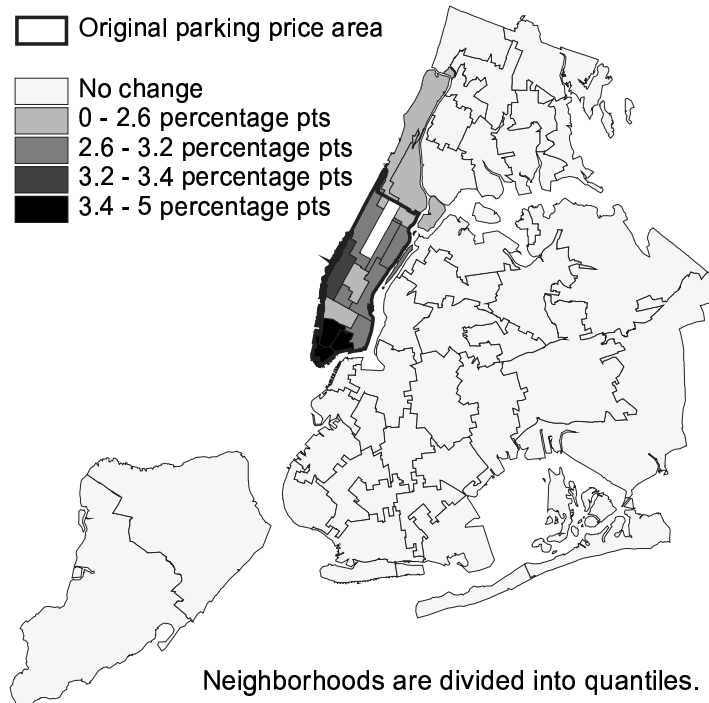 Original parking price area
No change
0 - 2.6 percentage pts
2.6 - 3.2 percentage pts
3.2 - 3.4 percentage pts
3.4 - 5 percentage pts
Neighborhoods are divided into quantiles.